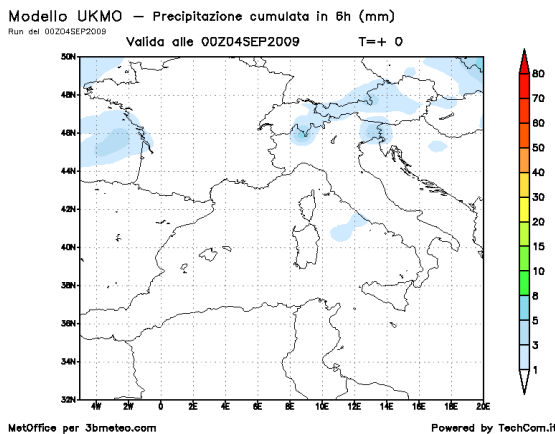 Modello UKMO – Precipitazione cumulata in 6h (mm)
Run del 00Z04SEP2009
Valida alle 00Z04SEP2009 T=+ 0
50N
48N
46N
44N
42N
40N
38N
36N
34N
32N
4W 2W 0 2E 4E 6E 8E 10E 12E 14E 16E 18E 20E
80
70
60
50
40
30
20
15
10
8
5
3
1
MetOffice per 3bmeteo.com Powered by TechCom.it